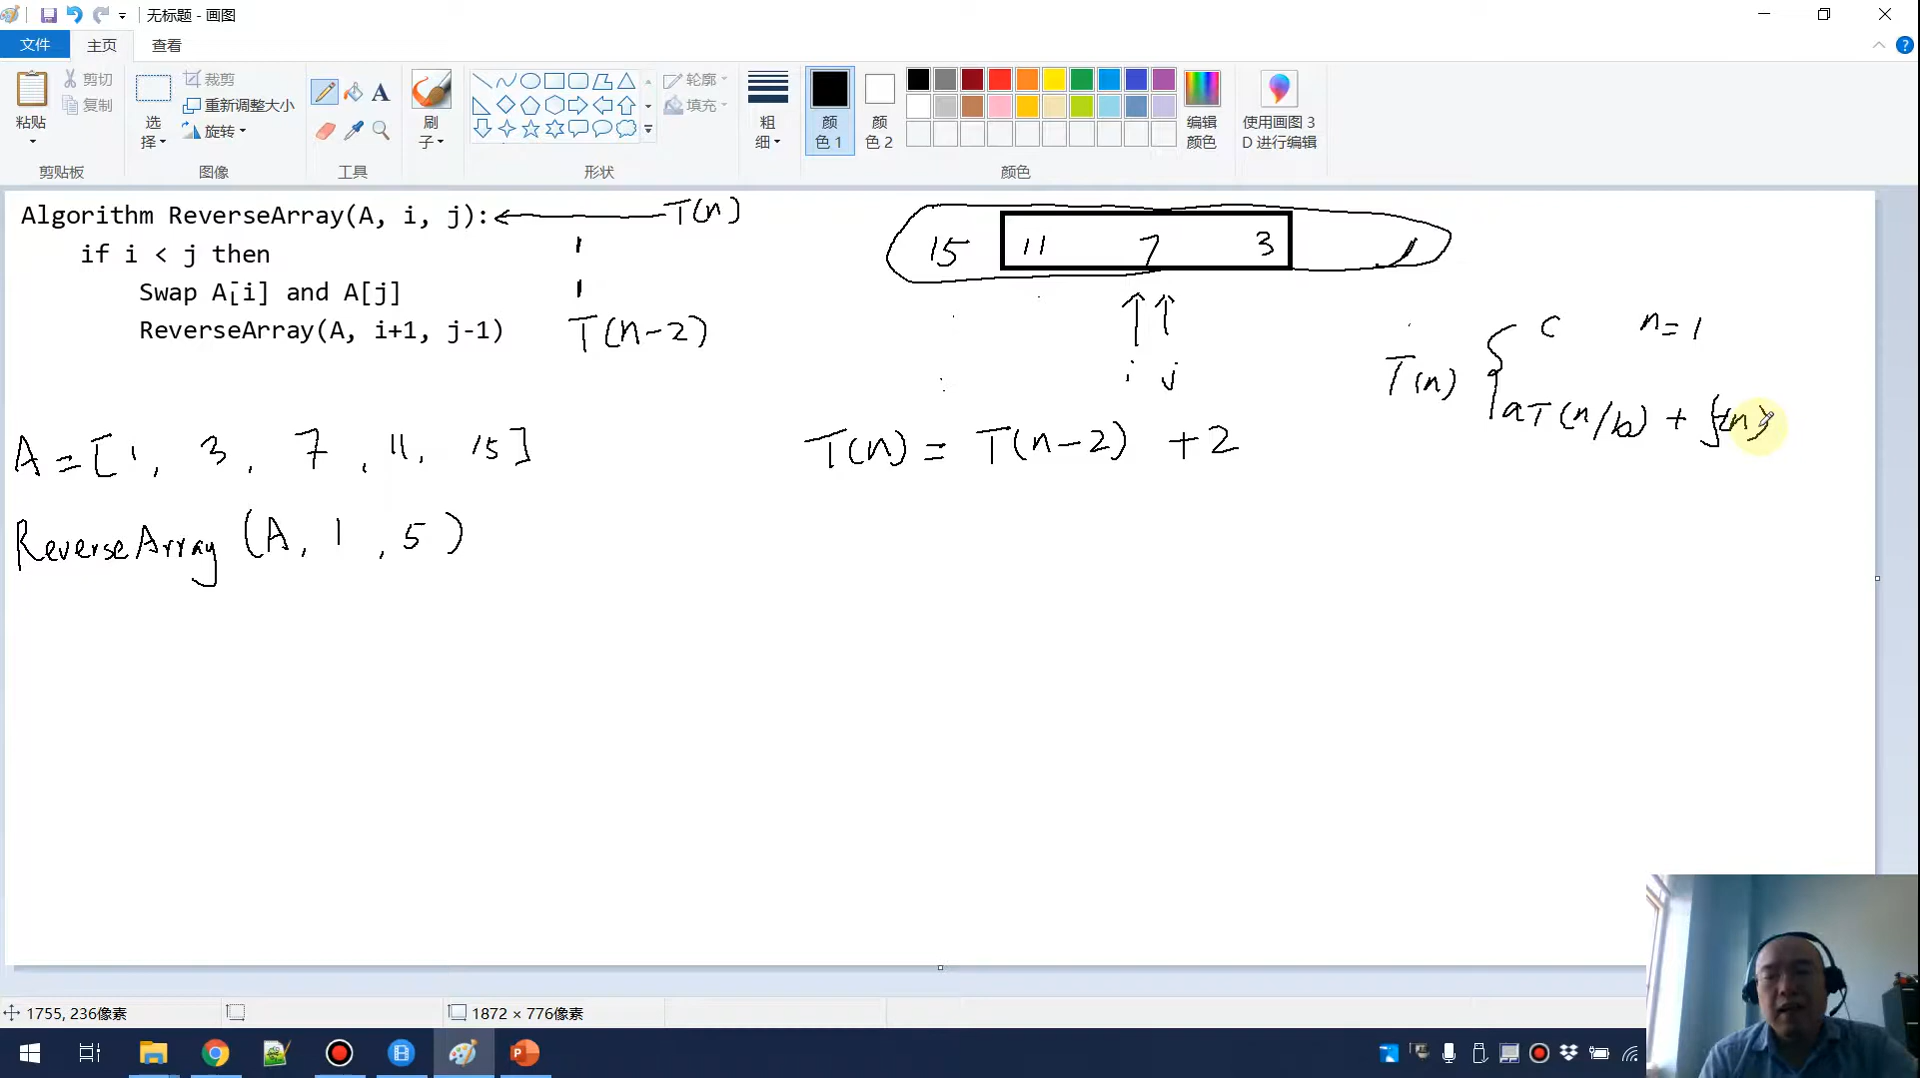 无标题 - 画图
文件 主页 查看
粘贴 剪切 复制
选择 裁剪 重新调整大小 旋转
A
刷子
轮廓 填充
粗细
颜色 1 颜色 2
编辑颜色
使用画图 3D 进行编辑
剪贴板 图像 工具 形状 颜色
Algorithm ReverseArray(A, i, j): T(n)
if i < j then
Swap A[i] and A[j]
ReverseArray(A, i+1, j-1) T(n-2)
15 11 7 3 1
i j
T(n) { c n=1
aT(n/b) + f(n)
A = [1, 3, 7, 11, 15]
T(n) = T(n-2) +2
ReverseArray (A, 1, 5)
1755, 236像素 1872 × 776像素